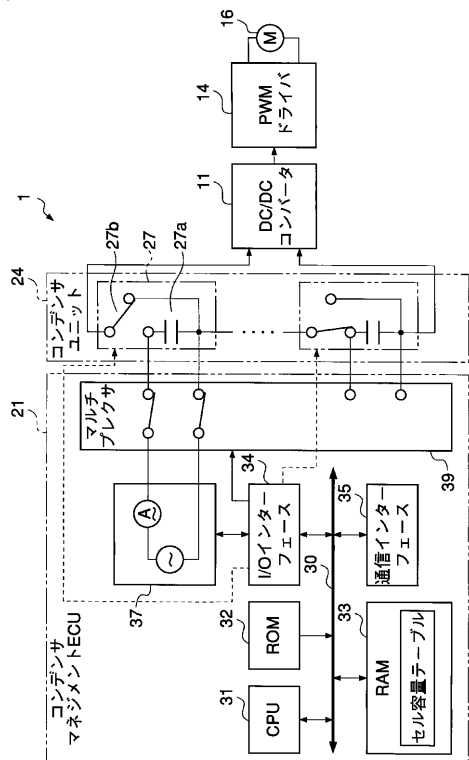 1
16
M
14
PWM
ドライバ
11
DC/DC
コンバータ
24
コンデンサ
ユニット
27b
27
27a
21
コンデンサ
マネジメントECU
マルチ
プレクサ
39
A
~
37
34
I/Oインター
フェース
30
32
ROM
31
CPU
35
通信インター
フェース
33
RAM
セル容量テーブル